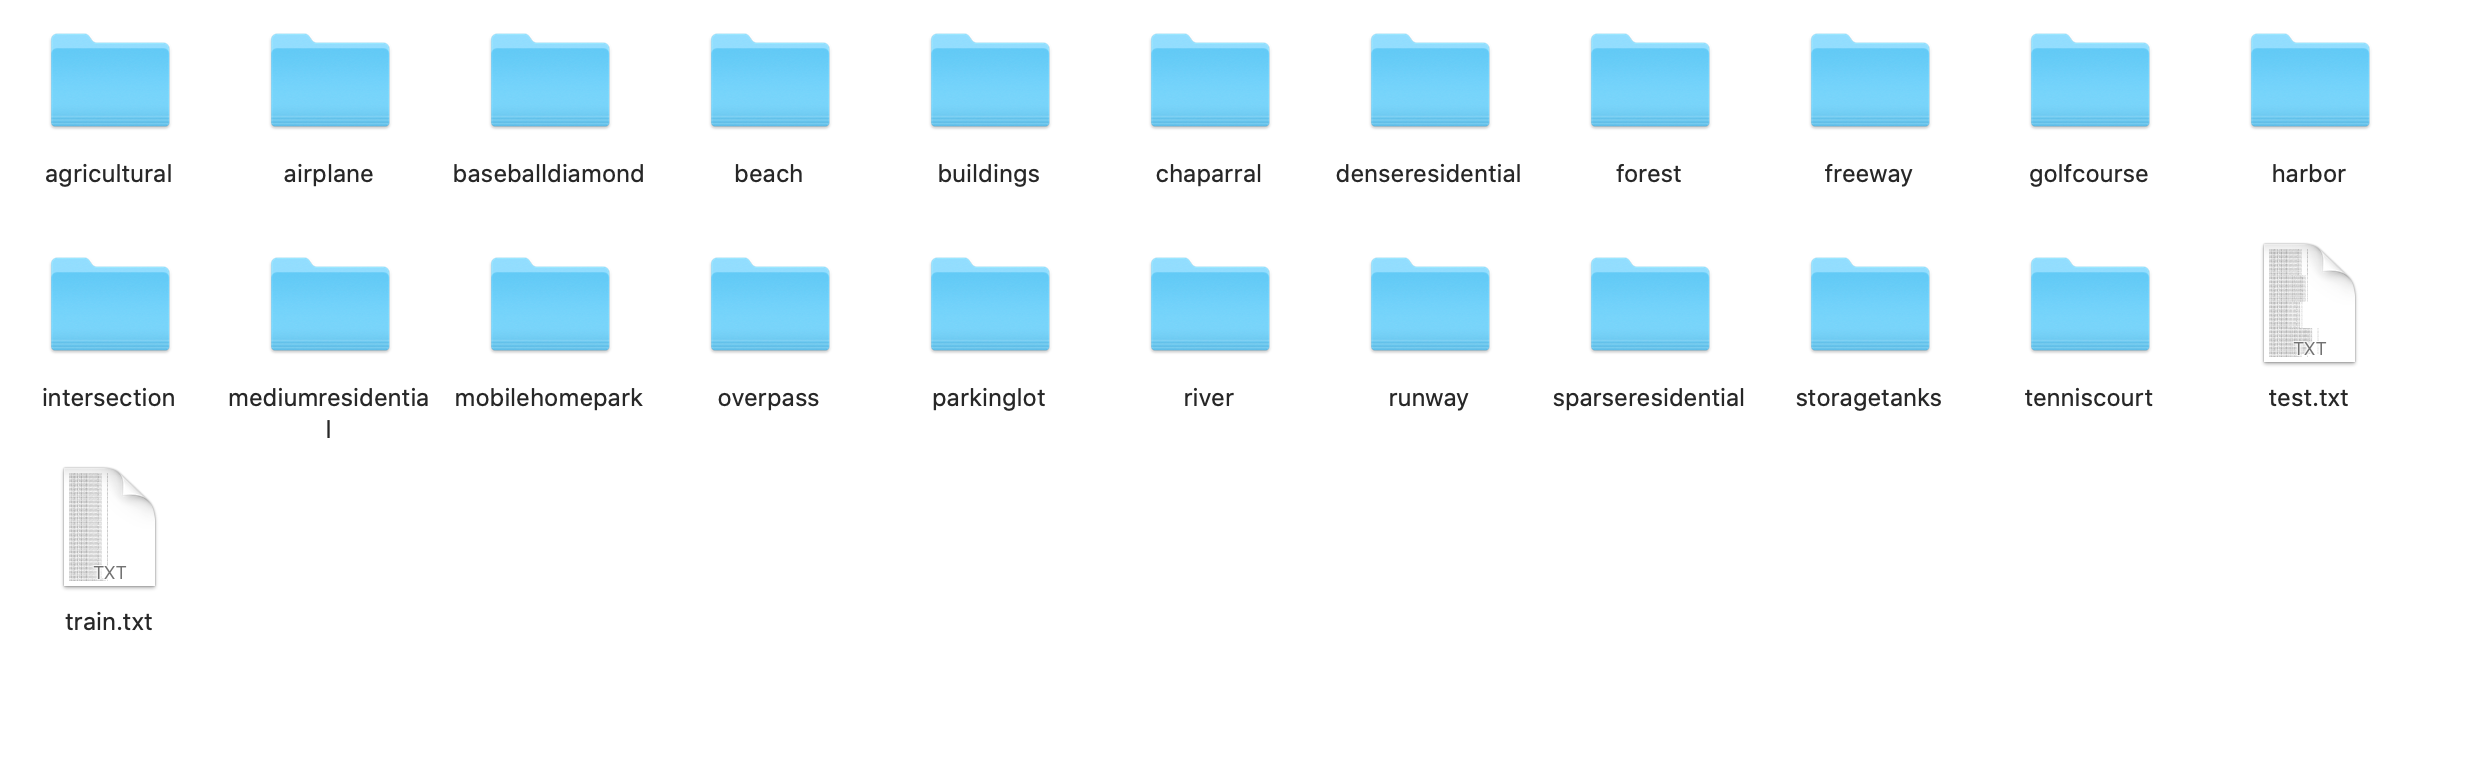 agricultural
airplane
baseballdiamond
beach
buildings
chaparral
denseresidential
forest
freeway
golfcourse
harbor
intersection
mediumresidentia
l
mobilehomepark
overpass
parkinglot
river
runway
sparseresidential
storagetanks
tenniscourt
TXT
test.txt
TXT
train.txt